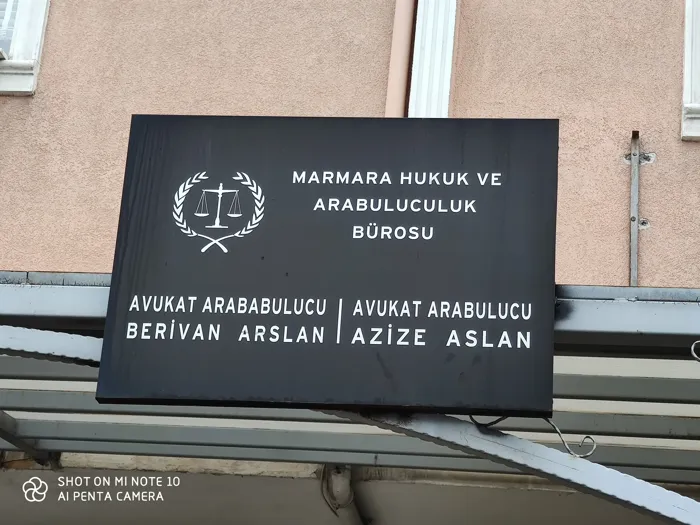 MARMARA HUKUK VE
ARABULUCULUK
BÜROSU
AVUKAT ARABABULUCU
BERİVAN ARSLAN
AVUKAT ARABULUCU
AZİZE ASLAN
SHOT ON MI NOTE 10
AI PENTA CAMERA